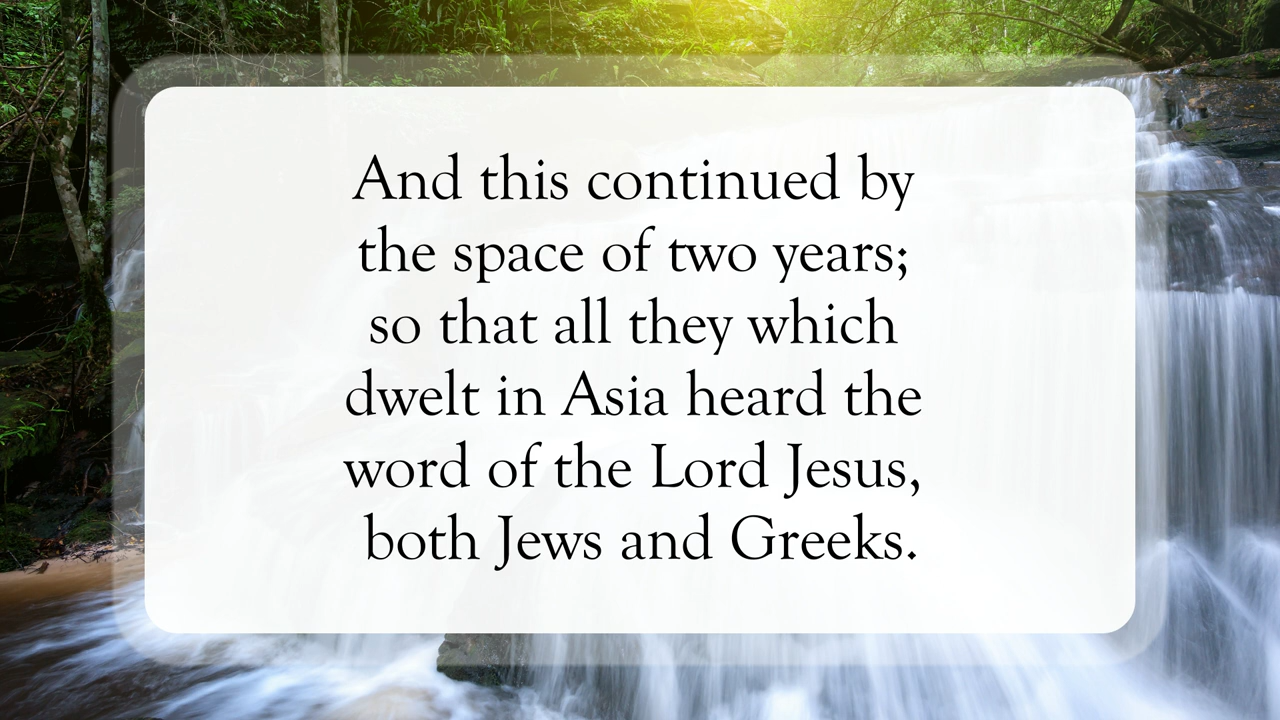 And this continued by
the space of two years;
so that all they which
dwelt in Asia heard the
word of the Lord Jesus,
both Jews and Greeks.